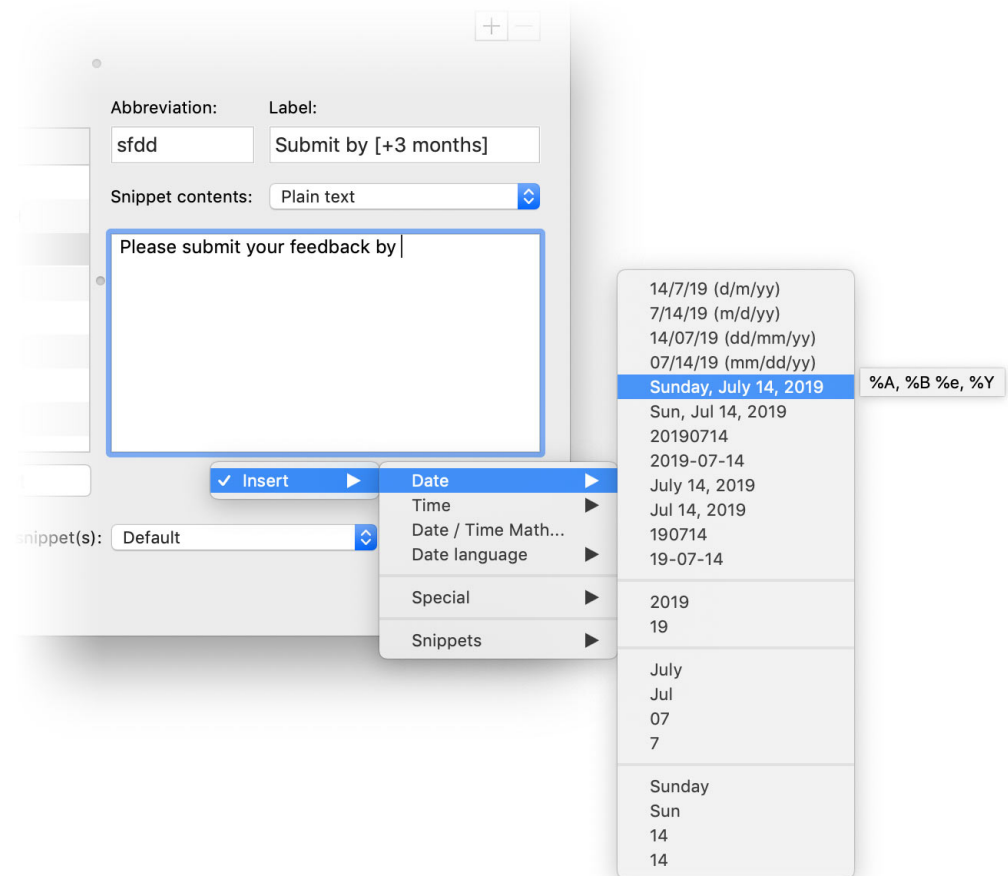 Abbreviation:
Label:
sfdd
Submit by [+3 months]
Snippet contents:
Plain text
Please submit your feedback by
14/7/19 (d/m/yy)
7/14/19 (m/d/yy)
14/07/19 (dd/mm/yy)
07/14/19 (mm/dd/yy)
Sunday, July 14, 2019
%A, %B %e, %Y
Sun, Jul 14, 2019
20190714
2019-07-14
July 14, 2019
Jul 14, 2019
190714
19-07-14
2019
19
July
Jul
07
7
Sunday
Sun
14
14
✓ Insert
Date
Time
Date / Time Math...
Date language
Special
Snippets
snippet(s):
Default